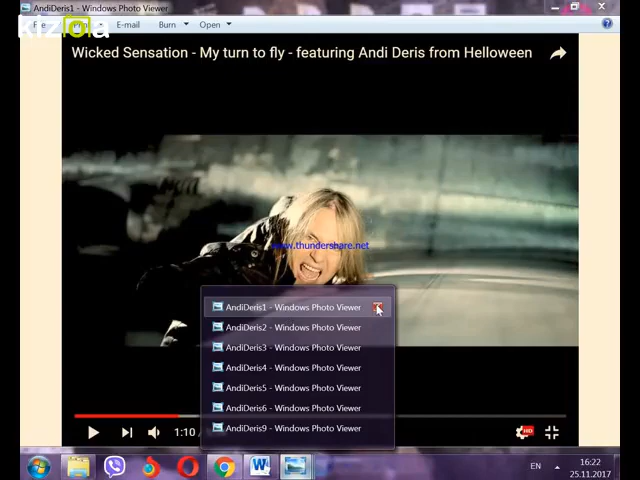 AndiDeris1 - Windows Photo Viewer
kizoa
E-mail
Burn
Open
Wicked Sensation - My turn to fly - featuring Andi Deris from Helloween
www.thundershare.net
AndiDeris1 - Windows Photo Viewer
AndiDeris2 - Windows Photo Viewer
AndiDeris3 - Windows Photo Viewer
AndiDeris4 - Windows Photo Viewer
AndiDeris5 - Windows Photo Viewer
AndiDeris6 - Windows Photo Viewer
AndiDeris9 - Windows Photo Viewer
1:10 /
HD
EN
16:22
25.11.2017